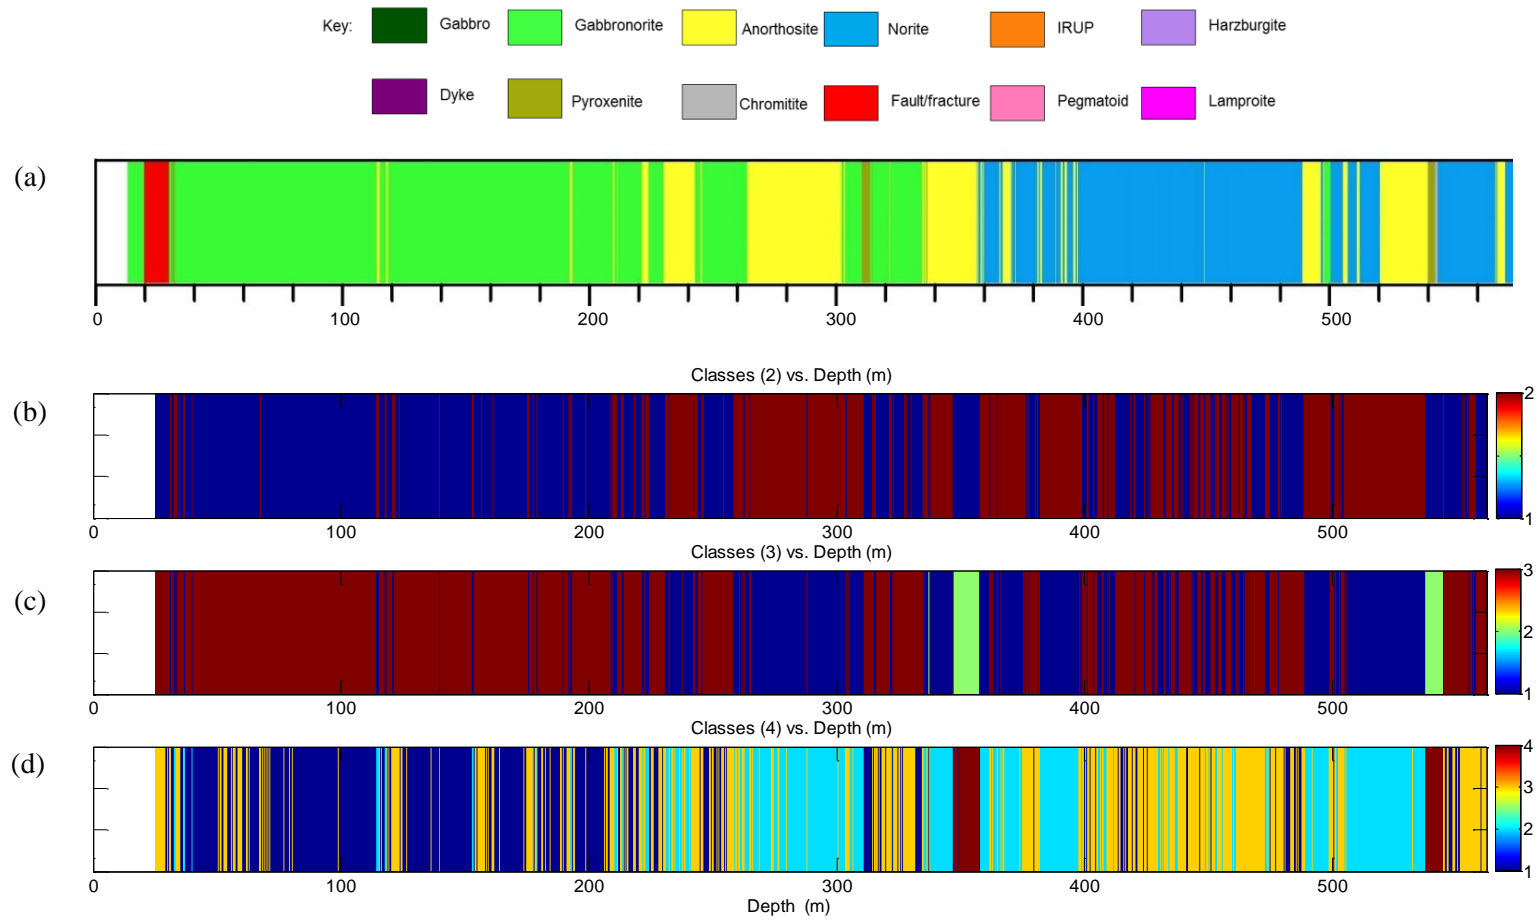 Key: Gabbro Gabbronorite Anorthosite Norite IRUP Harzburgite
Dyke Pyroxenite Chromitite Fault/fracture Pegmatoid Lamproite
(a)
0 100 200 300 400 500
Classes (2) vs. Depth (m)
(b)
2
1
0 100 200 300 400 500
Classes (3) vs. Depth (m)
(c)
3
2
1
0 100 200 300 400 500
Classes (4) vs. Depth (m)
(d)
4
3
2
1
0 100 200 300 400 500
Depth (m)